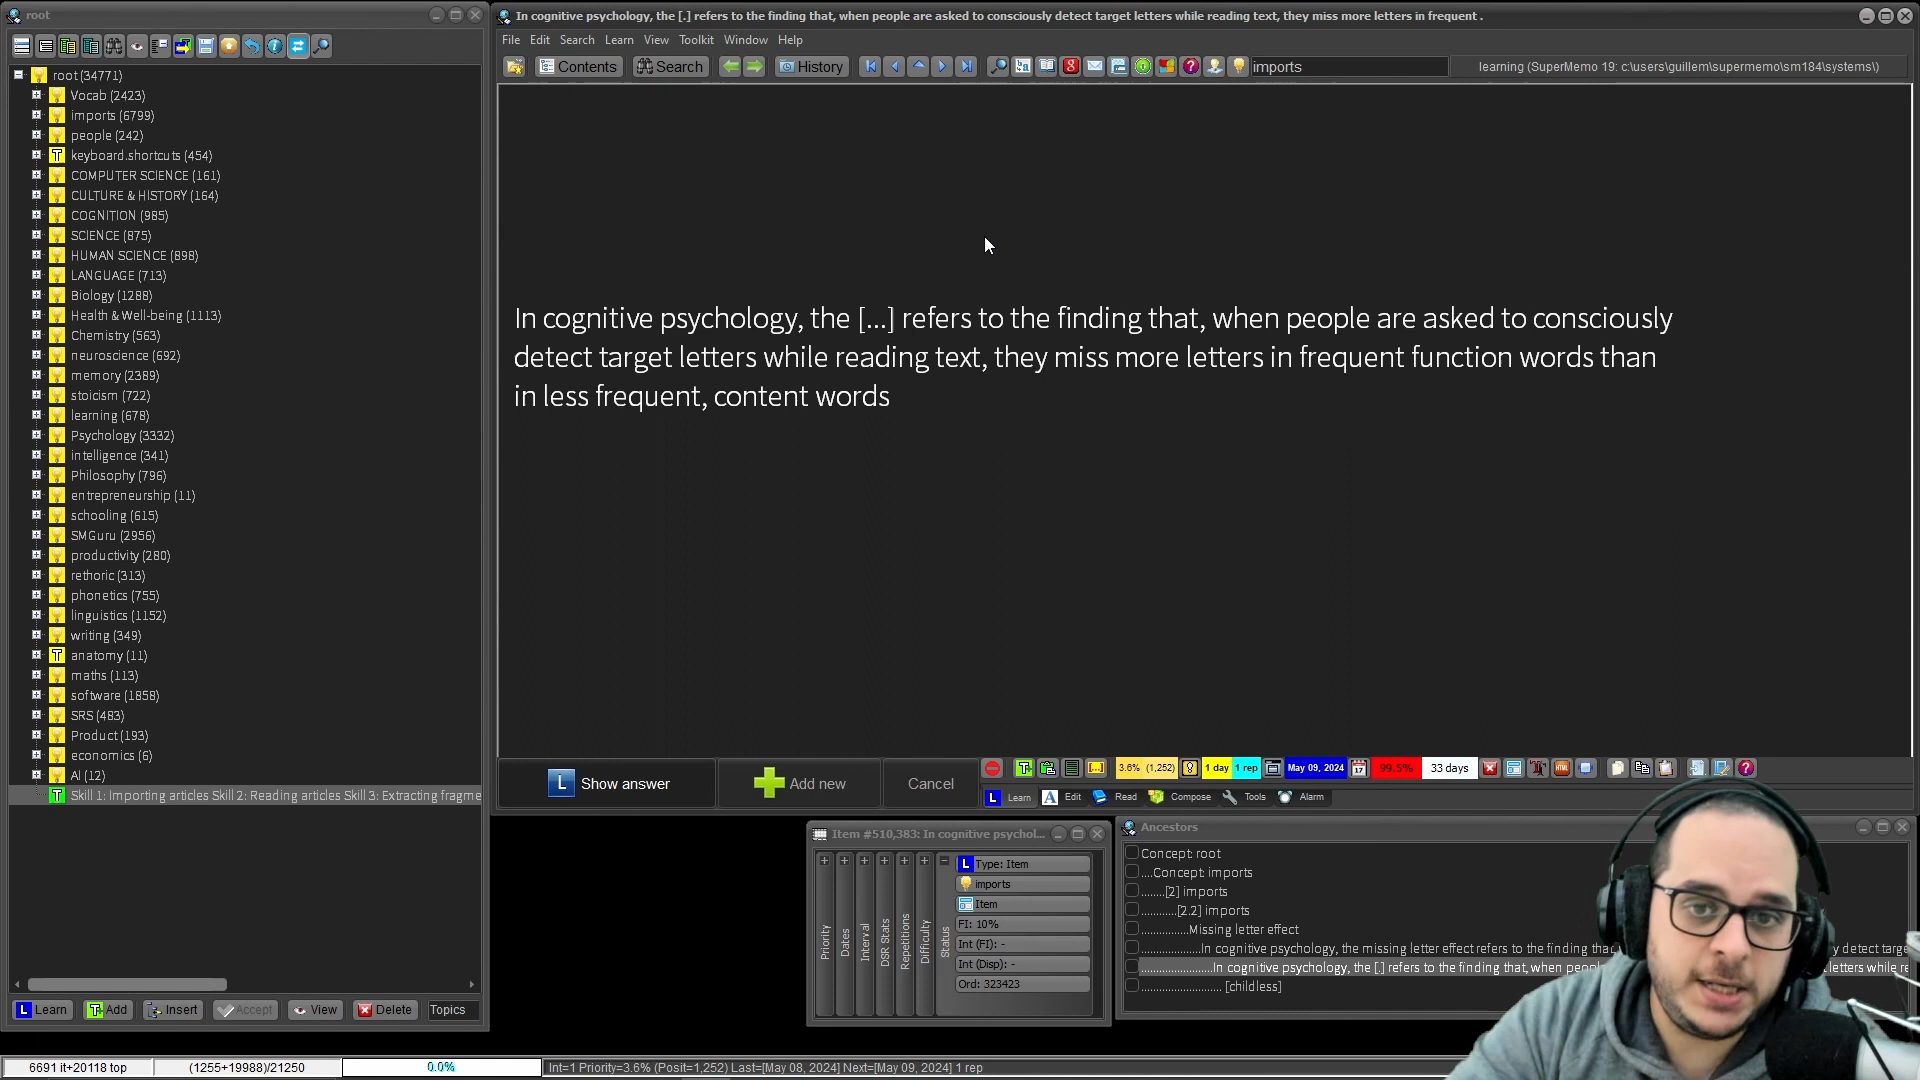 root
root (34771)
Vocab (2423)
imports (6799)
people (242)
keyboard.shortcuts (454)
COMPUTER SCIENCE (161)
CULTURE & HISTORY (164)
COGNITION (985)
SCIENCE (875)
HUMAN SCIENCE (898)
LANGUAGE (713)
Biology (1288)
Health & Well-being (1113)
Chemistry (563)
neuroscience (692)
memory (2389)
stoicism (722)
learning (678)
Psychology (3332)
intelligence (341)
Philosophy (796)
entrepreneurship (11)
schooling (615)
SMGuru (2956)
productivity (280)
rethoric (313)
phonetics (755)
linguistics (1152)
writing (349)
anatomy (11)
maths (113)
software (1858)
SRS (483)
Product (193)
economics (6)
AI (12)
Skill 1: Importing articles Skill 2: Reading articles Skill 3: Extracting fragme
Learn Add Insert Accept View Delete Topics
In cognitive psychology, the [.] refers to the finding that, when people are asked to consciously detect target letters while reading text, they miss more letters in frequent .
File Edit Search Learn View Toolkit Window Help
Contents Search History imports learning (SuperMemo 19: c:\users\guillem\supermemo\sm184\systems\)
In cognitive psychology, the [...] refers to the finding that, when people are asked to consciously
detect target letters while reading text, they miss more letters in frequent function words than
in less frequent, content words
Show answer Add new Cancel
3.6% (1,252) 1 day 1 rep May 09, 2024 99.5% 33 days
Learn Edit Read Compose Tools Alarm
Item #510,383: In cognitive psychol...
Priority
Dates
Interval
DSR Stats
Repetitions
Difficulty
Status
Type: Item
imports
Item
FI: 10%
Int (FI): -
Int (Disp): -
Ord: 323423
Ancestors
Concept: root
....Concept: imports
........[2] imports
............[2.2] imports
................Missing letter effect
....................In cognitive psychology, the missing letter effect refers to the finding tha y detect targe
........................In cognitive psychology, the [.] refers to the finding that, when peopl letters while re
............................ [childless]
6691 it+20118 top (1255+19988)/21250 0.0% Int=1 Priority=3.6% (Posit=1,252) Last=[May 08, 2024] Next=[May 09, 2024] 1 rep